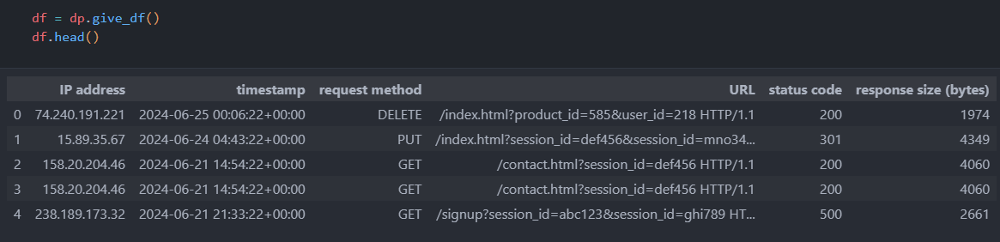 df = dp.give_df()
df.head()
IP address timestamp request method URL status code response size (bytes)
0 74.240.191.221 2024-06-25 00:06:22+00:00 DELETE /index.html?product_id=585&user_id=218 HTTP/1.1 200 1974
1 15.89.35.67 2024-06-24 04:43:22+00:00 PUT /index.html?session_id=def456&session_id=mno34... 301 4349
2 158.20.204.46 2024-06-21 14:54:22+00:00 GET /contact.html?session_id=def456 HTTP/1.1 200 4060
3 158.20.204.46 2024-06-21 14:54:22+00:00 GET /contact.html?session_id=def456 HTTP/1.1 200 4060
4 238.189.173.32 2024-06-21 21:33:22+00:00 GET /signup?session_id=abc123&session_id=ghi789 HT... 500 2661